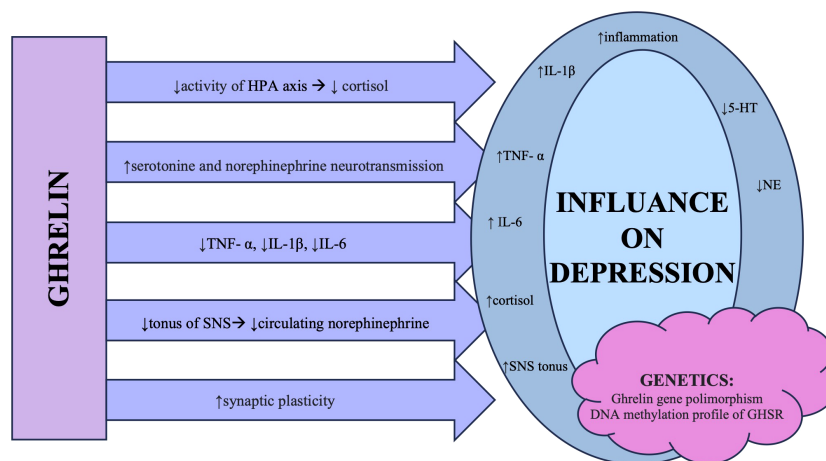 GHRELIN
↓activity of HPA axis → ↓ cortisol
↑serotonine and norephinephrine neurotransmission
↓TNF- α, ↓IL-1β, ↓IL-6
↓tonus of SNS→ ↓circulating norephinephrine
↑synaptic plasticity
↑inflammation
↑IL-1β
↑TNF- α
↑ IL-6
↑cortisol
↑SNS tonus
↓5-HT
↓NE
INFLUANCE
ON
DEPRESSION
GENETICS:
Ghrelin gene polimorphism
DNA methylation profile of GHSR